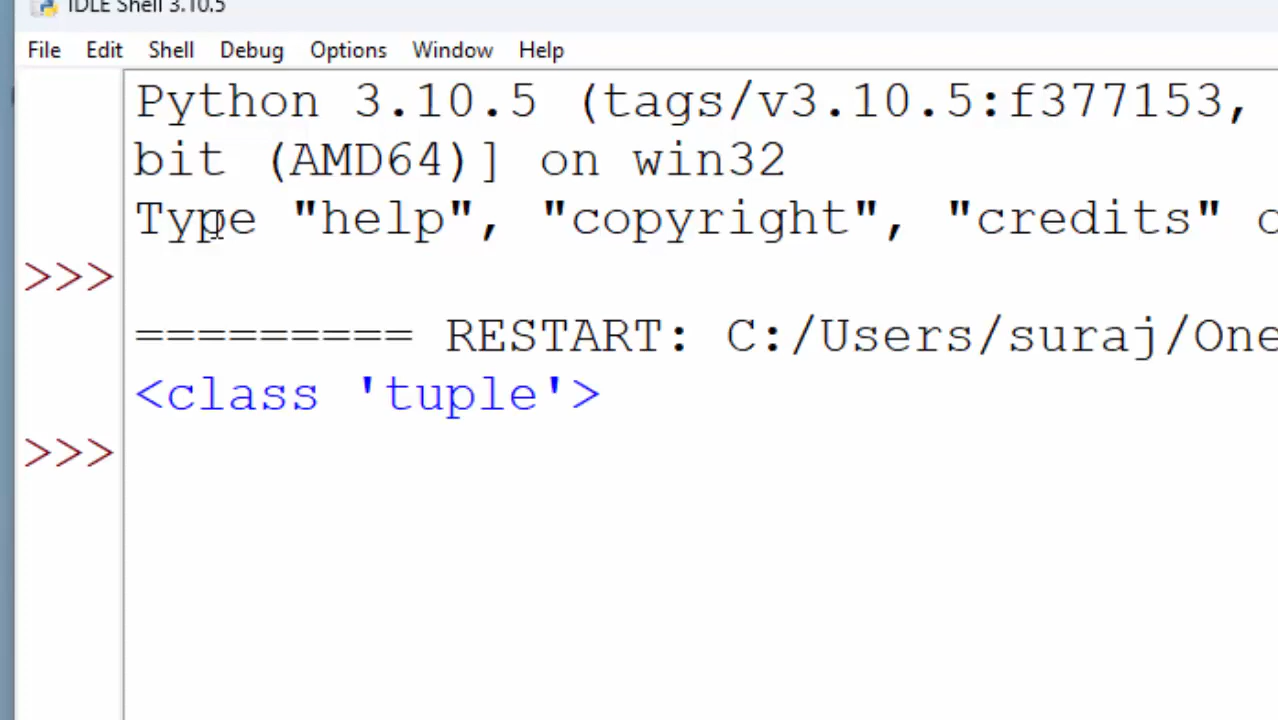 IDLE Shell 3.10.5
File Edit Shell Debug Options Window Help
Python 3.10.5 (tags/v3.10.5:f377153,
bit (AMD64)] on win32
Type "help", "copyright", "credits"
>>>
========= RESTART: C:/Users/suraj/One
<class 'tuple'>
>>>